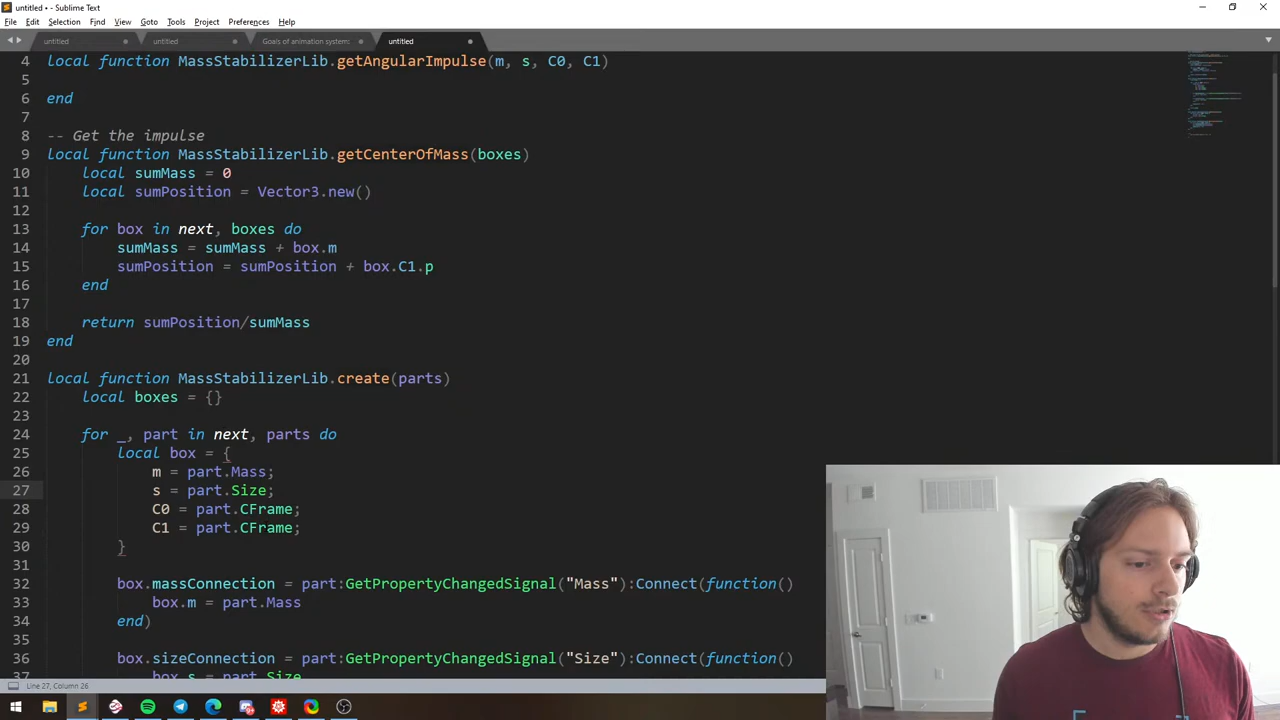 untitled • - Sublime Text
File Edit Selection Find View Goto Tools Project Preferences Help
untitled untitled Goals of animation system: untitled
4 local function MassStabilizerLib.getAngularImpulse(m, s, C0, C1)
5
6 end
7
8 -- Get the impulse
9 local function MassStabilizerLib.getCenterOfMass(boxes)
10 local sumMass = 0
11 local sumPosition = Vector3.new()
12
13 for box in next, boxes do
14 sumMass = sumMass + box.m
15 sumPosition = sumPosition + box.C1.p
16 end
17
18 return sumPosition/sumMass
19 end
20
21 local function MassStabilizerLib.create(parts)
22 local boxes = {}
23
24 for _, part in next, parts do
25 local box = {
26 m = part.Mass;
27 s = part.Size;
28 C0 = part.CFrame;
29 C1 = part.CFrame;
30 }
31
32 box.massConnection = part:GetPropertyChangedSignal("Mass"):Connect(function()
33 box.m = part.Mass
34 end)
35
36 box.sizeConnection = part:GetPropertyChangedSignal("Size"):Connect(function()
37 box.s = part.Size
Line 27, Column 26